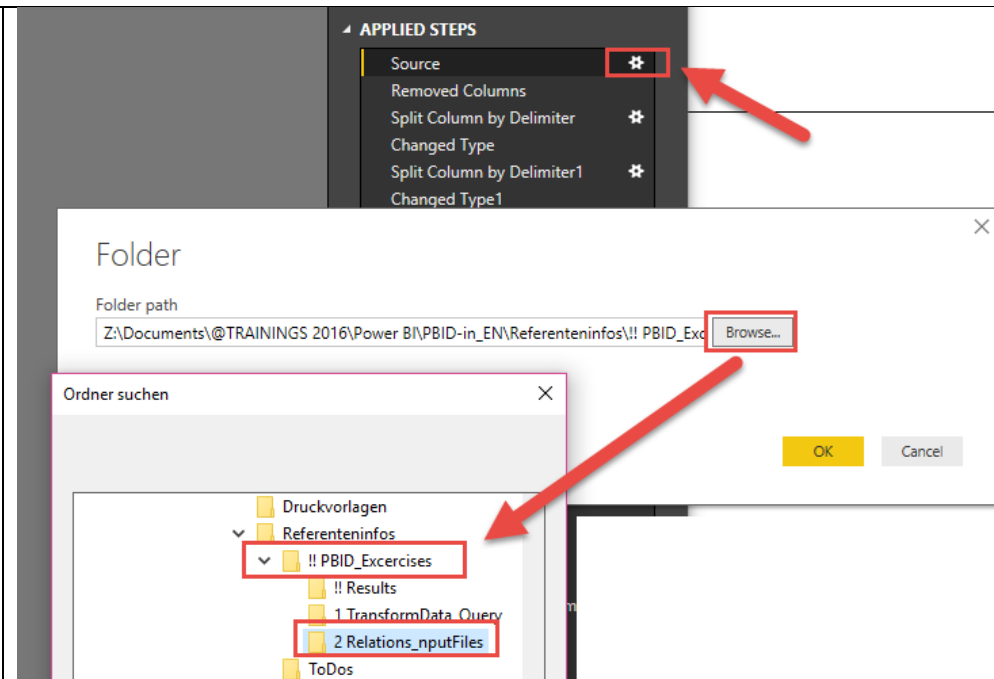 APPLIED STEPS
Source
Removed Columns
Split Column by Delimiter
Changed Type
Split Column by Delimiter1
Changed Type1
Folder
Folder path
Z:\Documents\@TRAININGS 2016\Power BI\PBID-in_EN\Referenteninfos\!! PBID_Exc
Browse...
Ordner suchen
OK Cancel
Druckvorlagen
Referenteninfos
!! PBID_Excercises
!! Results
1 TransformData_Query
2 Relations_nputFiles
ToDos